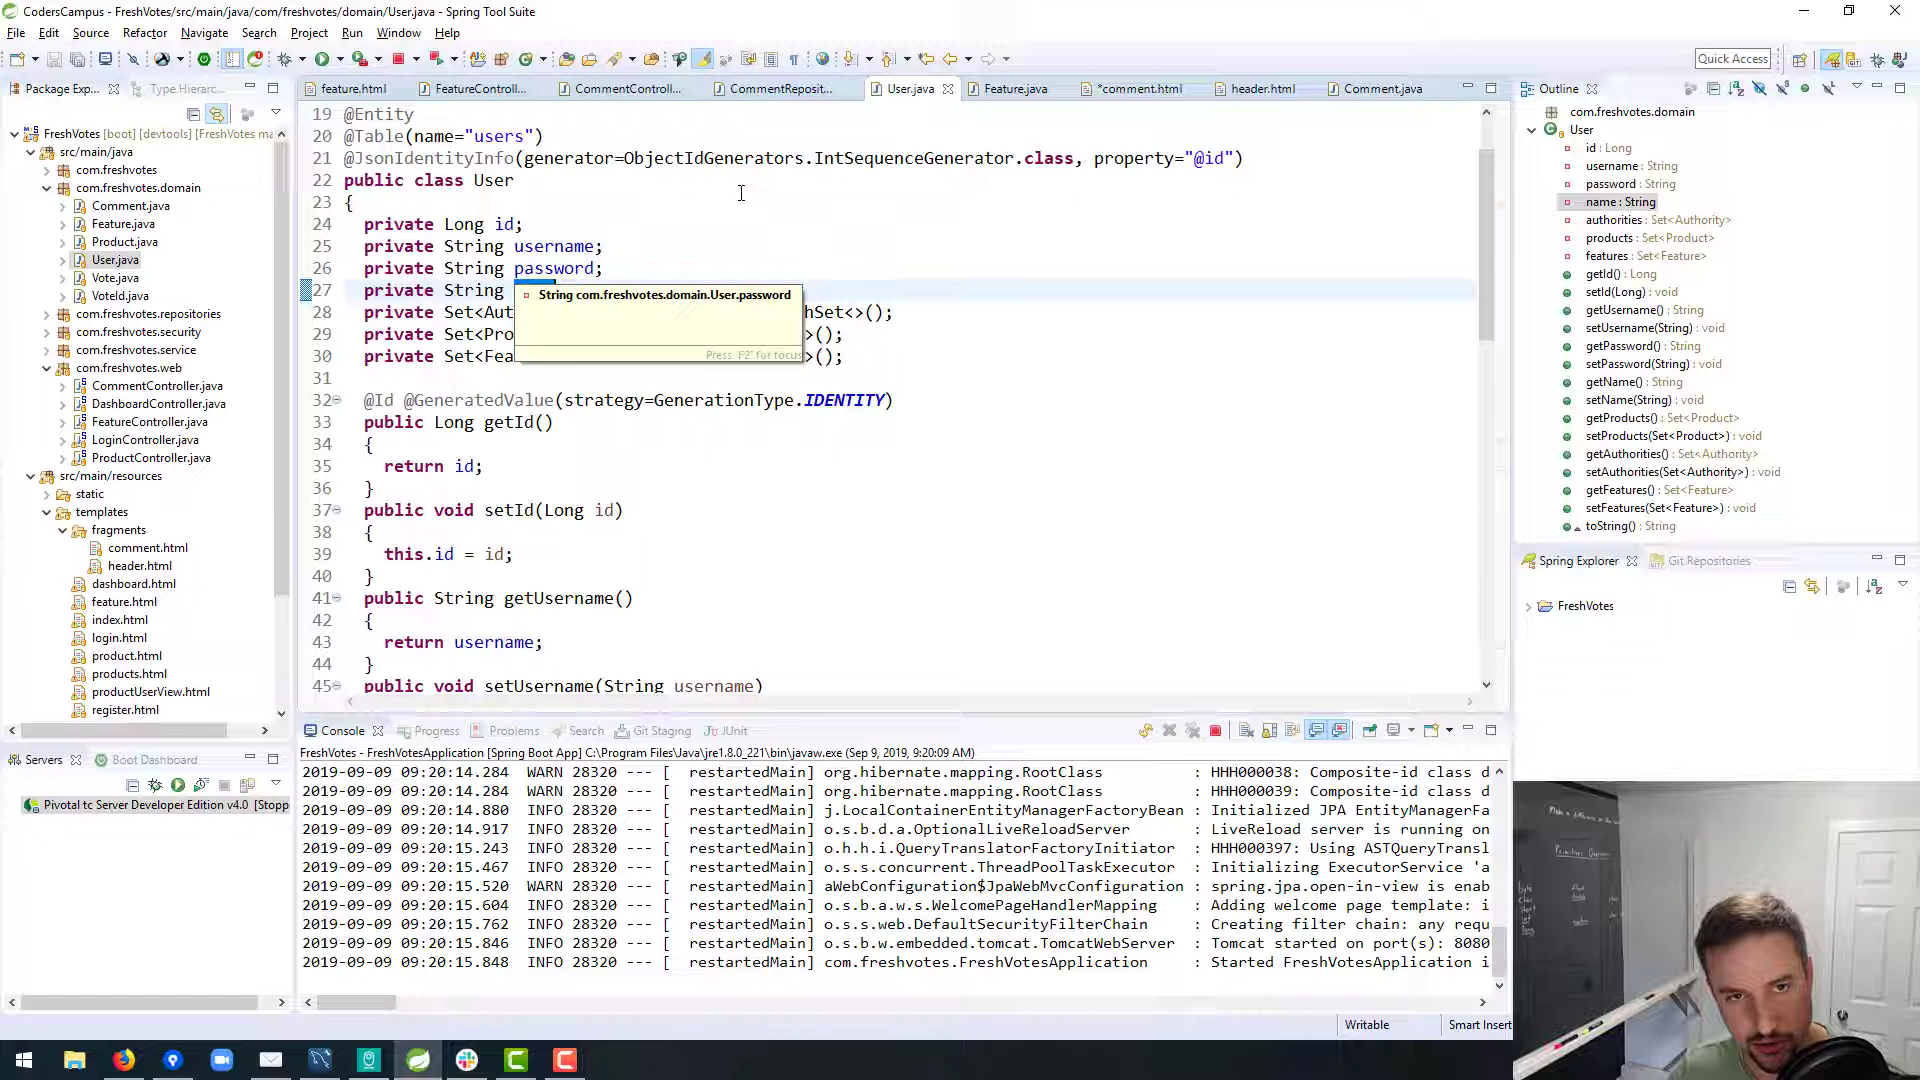 CodersCampus - FreshVotes/src/main/java/com/freshvotes/domain/User.java - Spring Tool Suite
File Edit Source Refactor Navigate Search Project Run Window Help
Quick Access
Package Exp...
Type Hierarc...
FreshVotes [boot] [devtools] [FreshVotes ma
src/main/java
com.freshvotes
com.freshvotes.domain
Comment.java
Feature.java
Product.java
User.java
Vote.java
VoteId.java
com.freshvotes.repositories
com.freshvotes.security
com.freshvotes.service
com.freshvotes.web
CommentController.java
DashboardController.java
FeatureController.java
LoginController.java
ProductController.java
src/main/resources
static
templates
fragments
comment.html
header.html
dashboard.html
feature.html
index.html
login.html
product.html
products.html
productUserView.html
register.html
Servers
Boot Dashboard
Pivotal tc Server Developer Edition v4.0 [Stopp
feature.html FeatureControll... CommentControll... CommentReposit... User.java Feature.java *comment.html header.html Comment.java
19 @Entity
20 @Table(name="users")
21 @JsonIdentityInfo(generator=ObjectIdGenerators.IntSequenceGenerator.class, property="@id")
22 public class User
23 {
24 private Long id;
25 private String username;
26 private String password;
27 private String
28 private Set<Aut hSet<>();
29 private Set<Pro >();
30 private Set<Fea >();
String com.freshvotes.domain.User.password
Press 'F2' for focus
31
32 @Id @GeneratedValue(strategy=GenerationType.IDENTITY)
33 public Long getId()
34 {
35 return id;
36 }
37 public void setId(Long id)
38 {
39 this.id = id;
40 }
41 public String getUsername()
42 {
43 return username;
44 }
45 public void setUsername(String username)
Console Progress Problems Search Git Staging JUnit
FreshVotes - FreshVotesApplication [Spring Boot App] C:\Program Files\Java\jre1.8.0_221\bin\javaw.exe (Sep 9, 2019, 9:20:09 AM)
2019-09-09 09:20:14.284 WARN 28320 --- [ restartedMain] org.hibernate.mapping.RootClass : HHH000038: Composite-id class d
2019-09-09 09:20:14.284 WARN 28320 --- [ restartedMain] org.hibernate.mapping.RootClass : HHH000039: Composite-id class d
2019-09-09 09:20:14.880 INFO 28320 --- [ restartedMain] j.LocalContainerEntityManagerFactoryBean : Initialized JPA EntityManagerFa
2019-09-09 09:20:14.917 WARN 28320 --- [ restartedMain] o.s.b.d.a.OptionalLiveReloadServer : LiveReload server is running on
2019-09-09 09:20:15.243 INFO 28320 --- [ restartedMain] o.h.h.i.QueryTranslatorFactoryInitiator : HHH000397: Using ASTQueryTransl
2019-09-09 09:20:15.467 INFO 28320 --- [ restartedMain] o.s.s.concurrent.ThreadPoolTaskExecutor : Initializing ExecutorService 'a
2019-09-09 09:20:15.520 WARN 28320 --- [ restartedMain] aWebConfiguration$JpaWebMvcConfiguration : spring.jpa.open-in-view is enab
2019-09-09 09:20:15.604 INFO 28320 --- [ restartedMain] o.s.b.a.w.s.WelcomePageHandlerMapping : Adding welcome page template: i
2019-09-09 09:20:15.762 INFO 28320 --- [ restartedMain] o.s.s.web.DefaultSecurityFilterChain : Creating filter chain: any requ
2019-09-09 09:20:15.846 INFO 28320 --- [ restartedMain] o.s.b.w.embedded.tomcat.TomcatWebServer : Tomcat started on port(s): 8080
2019-09-09 09:20:15.848 INFO 28320 --- [ restartedMain] com.freshvotes.FreshVotesApplication : Started FreshVotesApplication i
Writable Smart Insert
Outline
com.freshvotes.domain
User
id : Long
username : String
password : String
name : String
authorities : Set<Authority>
products : Set<Product>
features : Set<Feature>
getId() : Long
setId(Long) : void
getUsername() : String
setUsername(String) : void
getPassword() : String
setPassword(String) : void
getName() : String
setName(String) : void
getProducts() : Set<Product>
setProducts(Set<Product>) : void
getAuthorities() : Set<Authority>
setAuthorities(Set<Authority>) : void
getFeatures() : Set<Feature>
setFeatures(Set<Feature>) : void
toString() : String
Spring Explorer
Git Repositories
FreshVotes